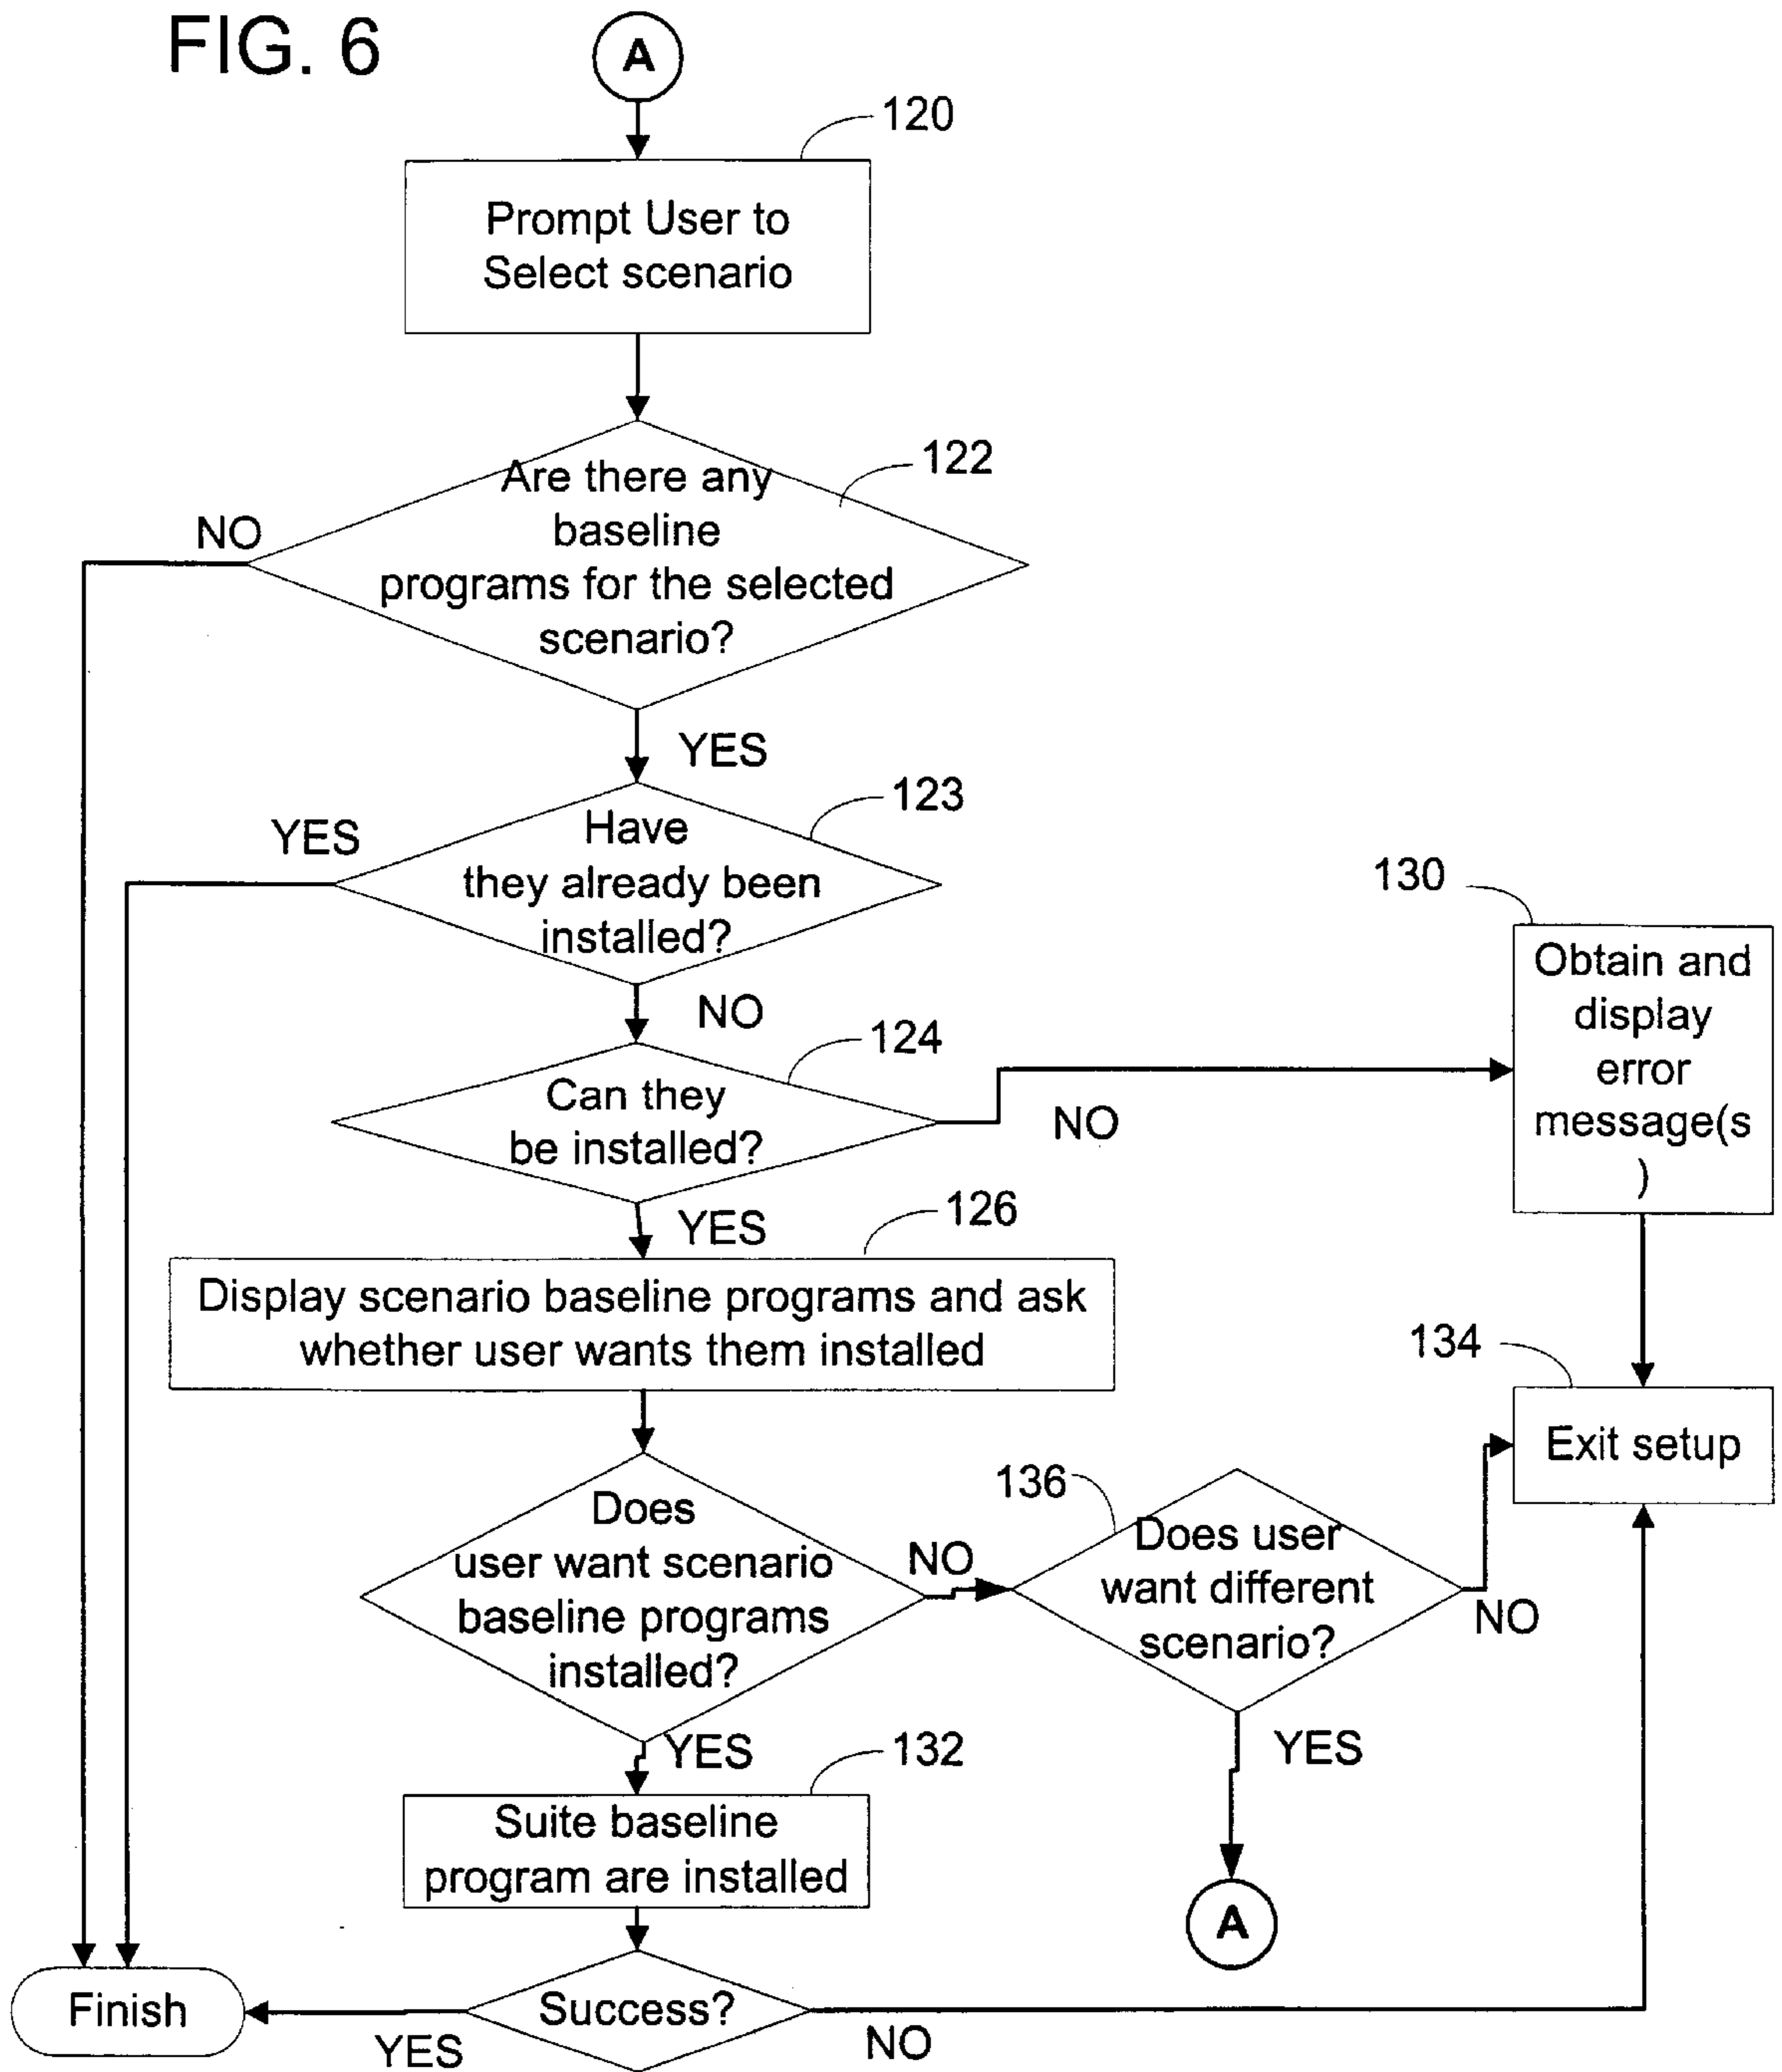 FIG. 6
A
120
Prompt User to
Select scenario
122
Are there any
baseline
programs for the selected
scenario?
NO
YES
123
Have
they already been
installed?
YES
NO
130
Obtain and
display
error
message(s
)
124
Can they
be installed?
NO
YES
126
Display scenario baseline programs and ask
whether user wants them installed
134
Exit setup
Does
user want scenario
baseline programs
installed?
NO
136
Does user
want different
scenario?
NO
YES
YES
132
Suite baseline
program are installed
A
Finish
Success?
YES
NO